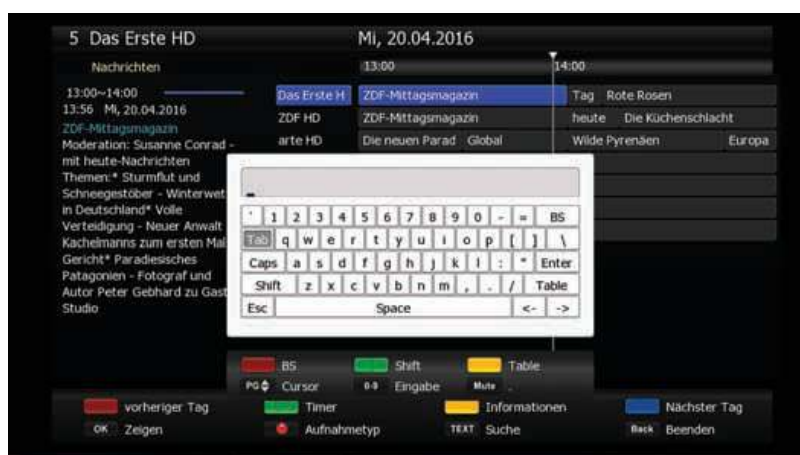 5 Das Erste HD
Mi, 20.04.2016
Nachrichten
13:00
14:00
13:00~14:00
13:56 Mi, 20.04.2016
ZDF-Mittagsmagazin
Moderation: Susanne Conrad -
mit heute-Nachrichten
Themen:* Sturmflut und
Schneegestöber - Winterwet
in Deutschland* Volle
Verteidigung - Neuer Anwalt
Kachelmanns zum ersten Mal
Gericht* Paradiesisches
Patagonien - Fotograf und
Autor Peter Gebhard zu Gast
Studio
Das Erste H ZDF-Mittagsmagazin Tag Rote Rosen
ZDF HD ZDF-Mittagsmagazin heute Die Küchenschlacht
arte HD Die neuen Parad Global Wilde Pyrenäen Europa
_
` 1 2 3 4 5 6 7 8 9 0 - = BS
Tab q w e r t y u i o p [ ] \
Caps a s d f g h j k l : " Enter
Shift z x c v b n m , . / Table
Esc Space <- ->
BS Shift Table
PG Cursor 0-9 Eingabe Mute .
vorheriger Tag Timer Informationen Nächster Tag
OK Zeigen Aufnahmetyp TEXT Suche Back Beenden